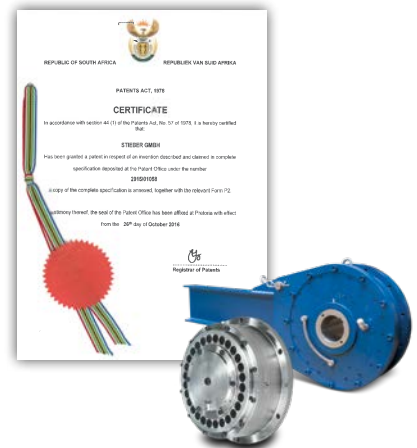 REPUBLIC OF SOUTH AFRICA REPUBLIEK VAN SUID AFRIKA
PATENTS ACT, 1978
CERTIFICATE
In accordance with section 44 (1) of the Patents Act, No. 57 of 1978, it is hereby certified
that:
STIEBER GMBH
Has been granted a patent in respect of an invention described and claimed in complete
specification deposited at the Patent Office under the number
2015/01058
A copy of the complete specification is annexed, together with the relevant Form P2.
testimony thereof, the seal of the Patent Office has been affixed at Pretoria with effect
from the 26th day of October 2016
Registrar of Patents